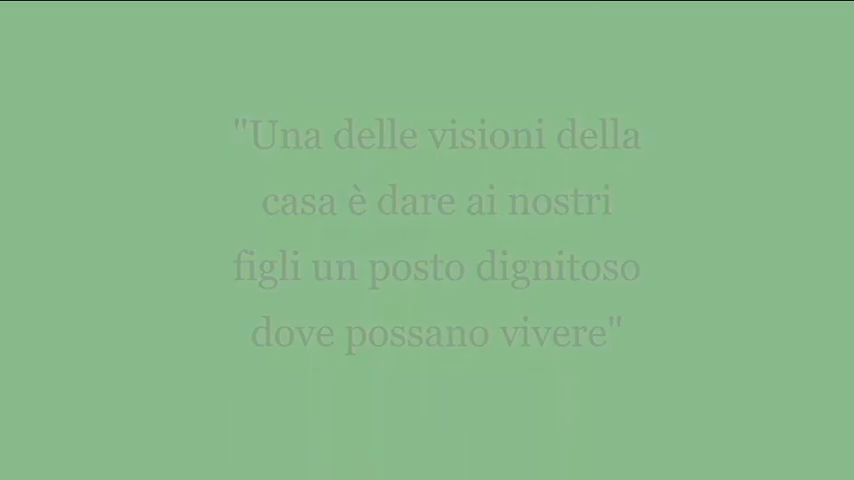 "Una delle visioni della
casa è dare ai nostri
figli un posto dignitoso
dove possano vivere"